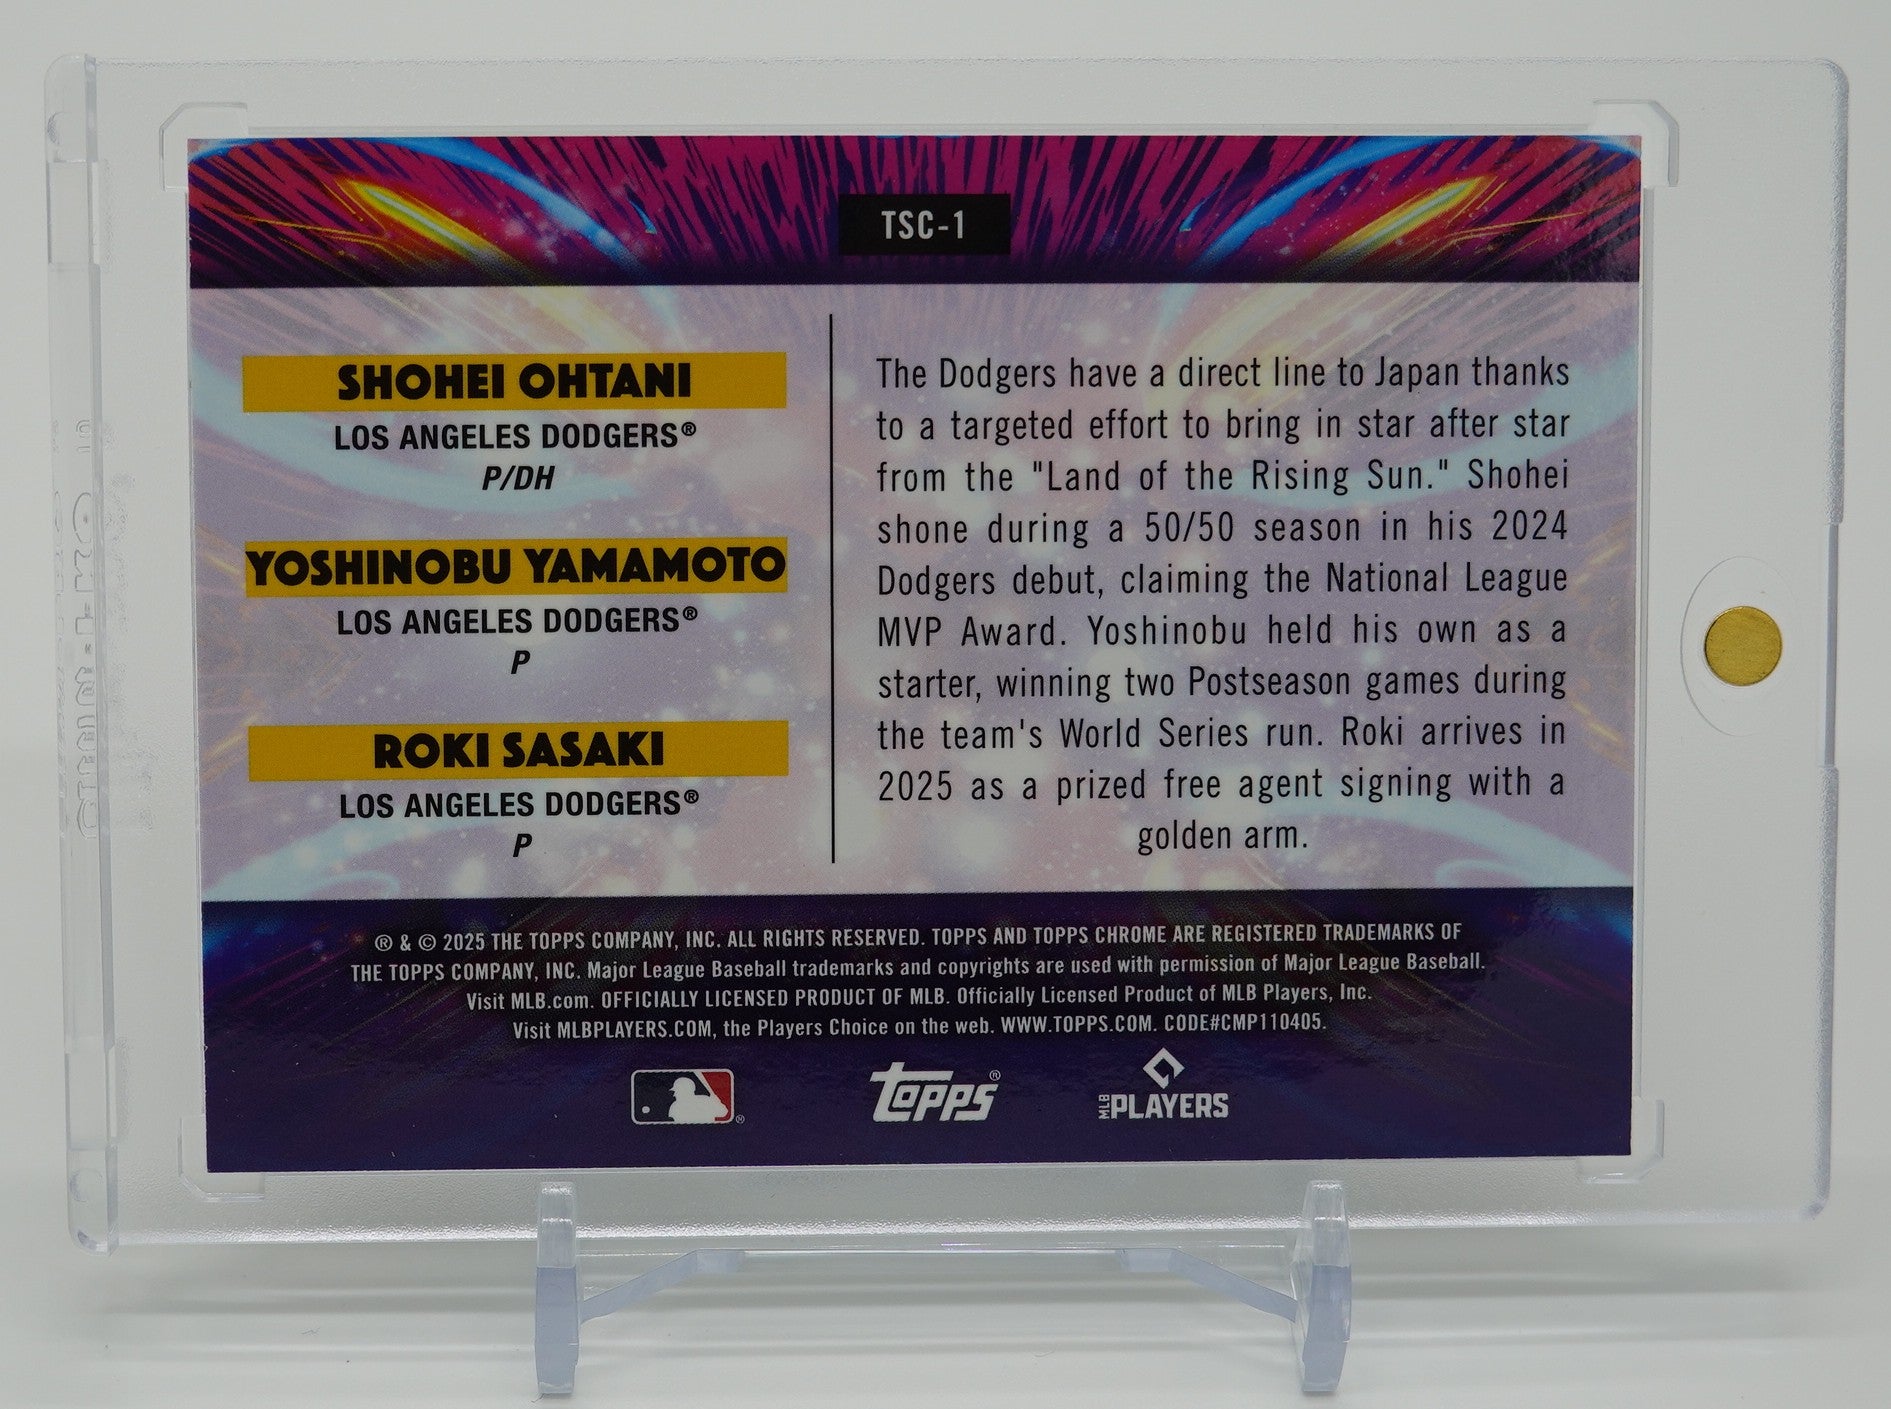 TSC-1
SHOHEI OHTANI
LOS ANGELES DODGERS®
P/DH
YOSHINOBU YAMAMOTO
LOS ANGELES DODGERS®
P
ROKI SASAKI
LOS ANGELES DODGERS®
P
The Dodgers have a direct line to Japan thanks
to a targeted effort to bring in star after star
from the "Land of the Rising Sun." Shohei
shone during a 50/50 season in his 2024
Dodgers debut, claiming the National League
MVP Award. Yoshinobu held his own as a
starter, winning two Postseason games during
the team's World Series run. Roki arrives in
2025 as a prized free agent signing with a
golden arm.
® & © 2025 THE TOPPS COMPANY, INC. ALL RIGHTS RESERVED. TOPPS AND TOPPS CHROME ARE REGISTERED TRADEMARKS OF
THE TOPPS COMPANY, INC. Major League Baseball trademarks and copyrights are used with permission of Major League Baseball.
Visit MLB.com. OFFICIALLY LICENSED PRODUCT OF MLB. Officially Licensed Product of MLB Players, Inc.
Visit MLBPLAYERS.COM, the Players Choice on the web. WWW.TOPPS.COM. CODE#CMP110405.
®
TOPPS®
MLB PLAYERS